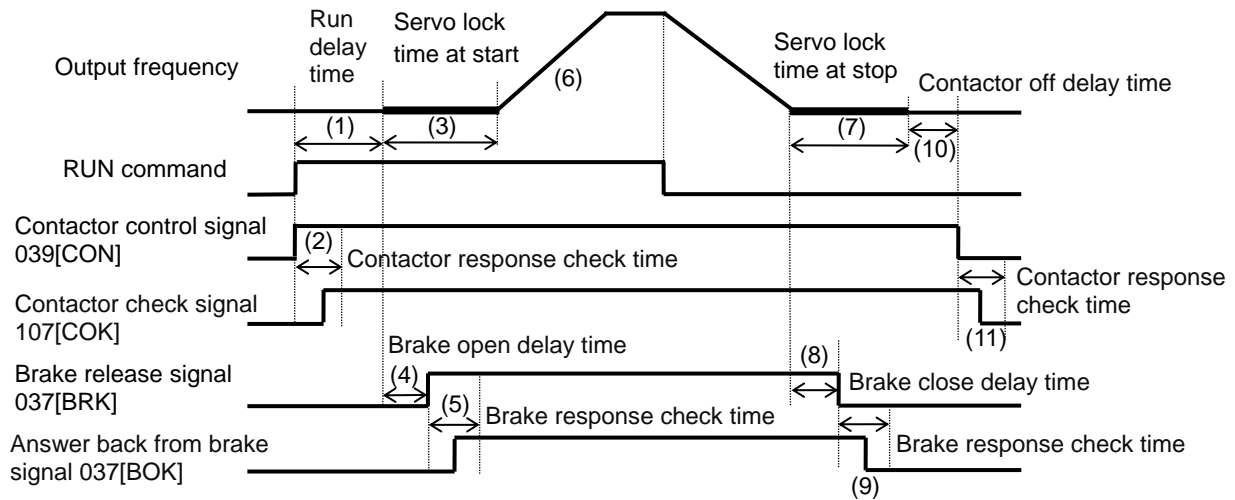 Run
delay
time
Servo lock
time at start
Output frequency
(6)
Servo lock
time at stop
Contactor off delay time
(1)
(3)
(7)
(10)
RUN command
Contactor control signal
039[CON]
(2)
Contactor response check time
Contactor response
check time
Contactor check signal
107[COK]
(11)
Brake open delay time
Brake release signal
037[BRK]
(4)
(8)
Brake close delay time
(5)
Brake response check time
Answer back from brake
signal 037[BOK]
Brake response check time
(9)